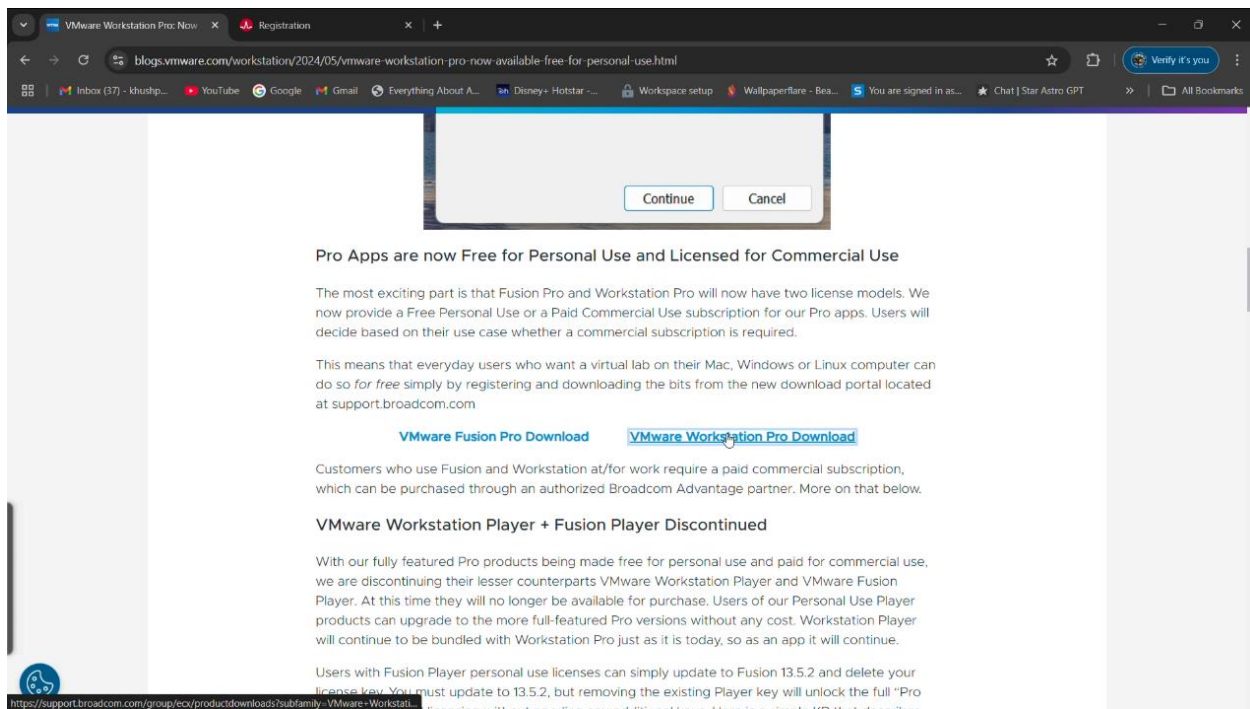 VMware Workstation Pro: Now
Registration
blogs.vmware.com/workstation/2024/05/vmware-workstation-pro-now-available-free-for-personal-use.html
Verify it's you
Inbox (37) - khushp...
YouTube
Google
Gmail
Everything About A...
Disney+ Hotstar -...
Workspace setup
Wallpaperflare - Bea...
You are signed in as...
Chat | Star Astro GPT
All Bookmarks
Continue
Cancel
Pro Apps are now Free for Personal Use and Licensed for Commercial Use
The most exciting part is that Fusion Pro and Workstation Pro will now have two license models. We
now provide a Free Personal Use or a Paid Commercial Use subscription for our Pro apps. Users will
decide based on their use case whether a commercial subscription is required.
This means that everyday users who want a virtual lab on their Mac, Windows or Linux computer can
do so for free simply by registering and downloading the bits from the new download portal located
at support.broadcom.com
VMware Fusion Pro Download
VMware Workstation Pro Download
Customers who use Fusion and Workstation at/for work require a paid commercial subscription,
which can be purchased through an authorized Broadcom Advantage partner. More on that below.
VMware Workstation Player + Fusion Player Discontinued
With our fully featured Pro products being made free for personal use and paid for commercial use,
we are discontinuing their lesser counterparts VMware Workstation Player and VMware Fusion
Player. At this time they will no longer be available for purchase. Users of our Personal Use Player
products can upgrade to the more full-featured Pro versions without any cost. Workstation Player
will continue to be bundled with Workstation Pro just as it is today, so as an app it will continue.
Users with Fusion Player personal use licenses can simply update to Fusion 13.5.2 and delete your
license key. You must update to 13.5.2, but removing the existing Player key will unlock the full "Pro
https://support.broadcom.com/group/ecx/productdownloads?subfamily=VMware+Workstati...